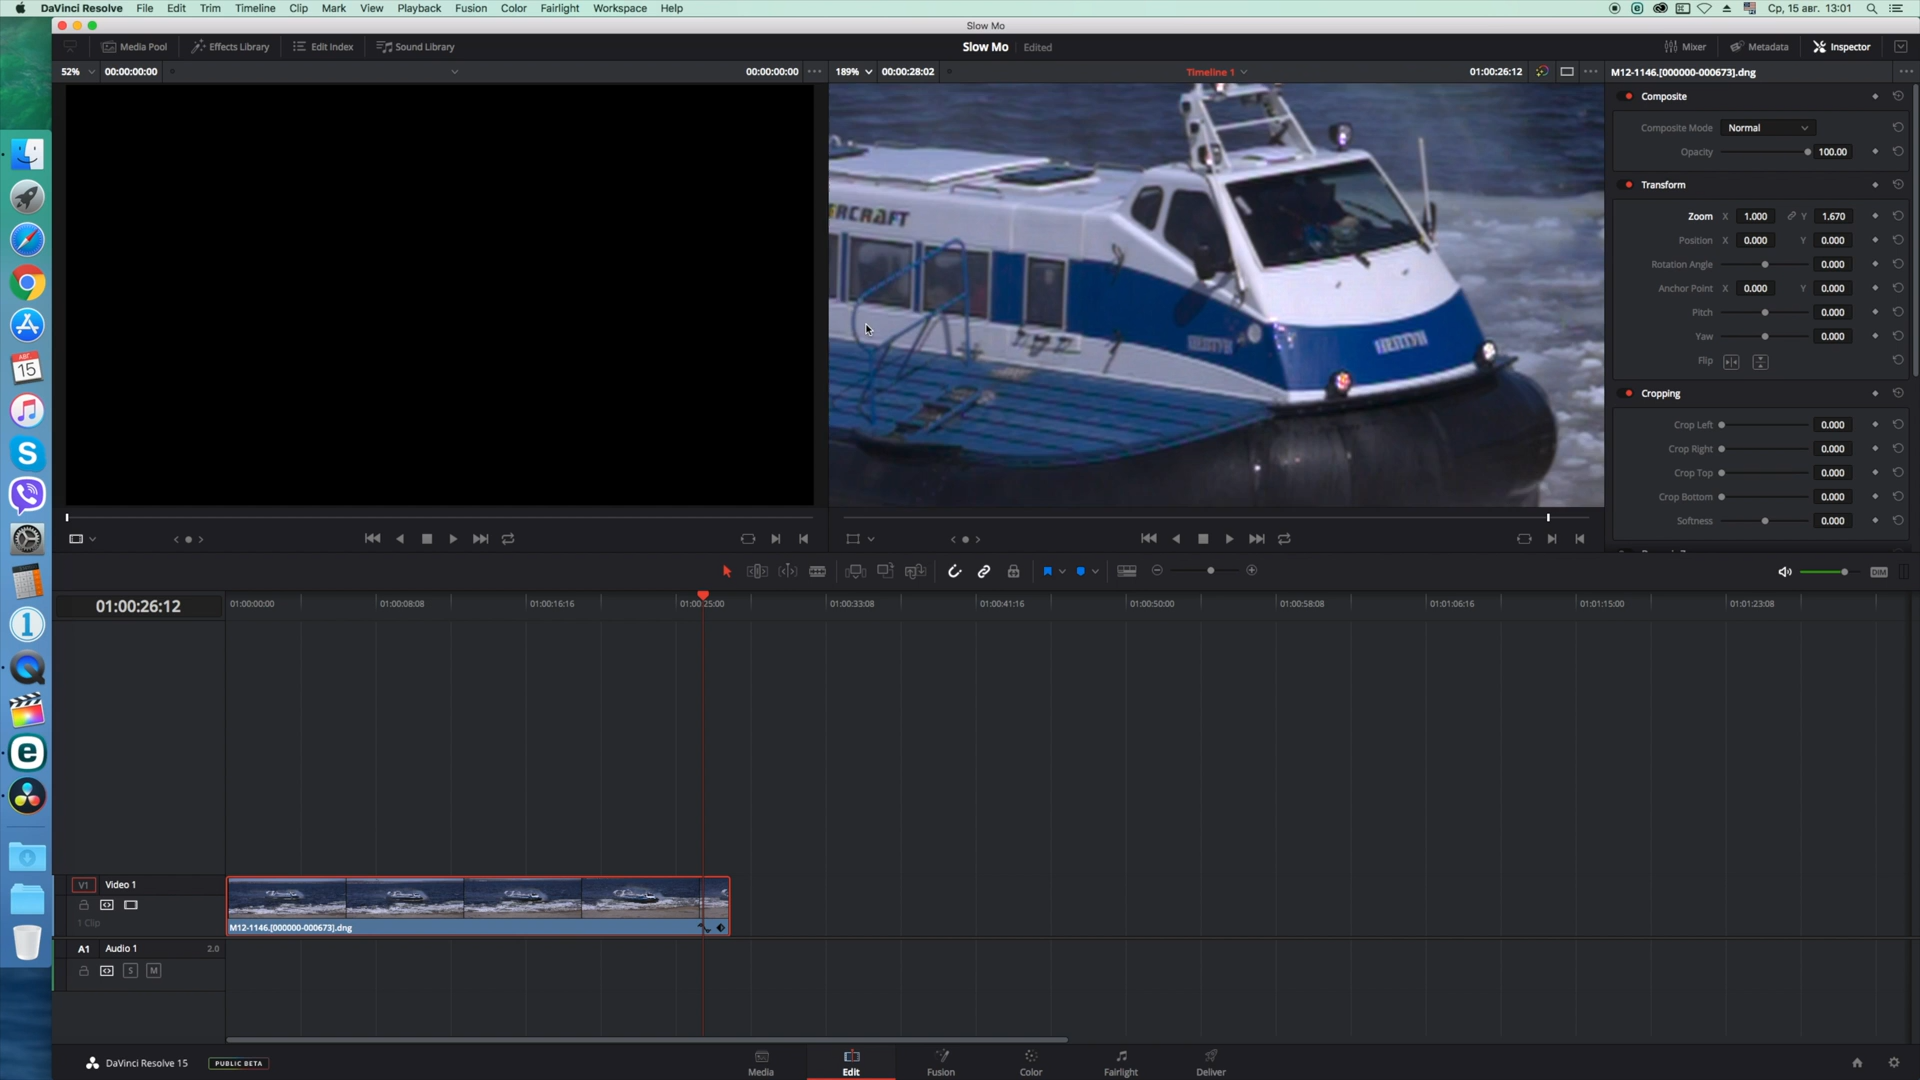 DaVinci Resolve File Edit Trim Timeline Clip Mark View Playback Fusion Color Fairlight Workspace Help Ср, 15 авг. 13:01
Slow Mo
Media Pool Effects Library Edit Index Sound Library Slow Mo Edited Mixer Metadata Inspector
52% 00:00:00:00 00:00:00:00 189% 00:00:28:02 Timeline 1 01:00:26:12 M12-1146.[000000-000673].dng
Composite
Composite Mode Normal
Opacity 100.00
Transform
Zoom X 1.000 Y 1.670
Position X 0.000 Y 0.000
Rotation Angle 0.000
Anchor Point X 0.000 Y 0.000
Pitch 0.000
Yaw 0.000
Flip
Cropping
Crop Left 0.000
Crop Right 0.000
Crop Top 0.000
Crop Bottom 0.000
Softness 0.000
ERCRAFT
DIM
01:00:26:12 01:00:00:00 01:00:08:08 01:00:16:16 01:00:25:00 01:00:33:08 01:00:41:16 01:00:50:00 01:00:58:08 01:01:06:16 01:01:15:00 01:01:23:08
V1 Video 1
1 Clip
M12-1146.[000000-000673].dng
A1 Audio 1 2.0
S M
DaVinci Resolve 15 PUBLIC BETA
Media Edit Fusion Color Fairlight Deliver
АВГ
15